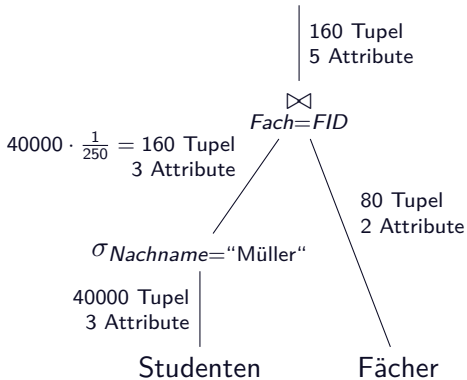 160 Tupel
5 Attribute
⋈
Fach=FID
40000 · 1/250 = 160 Tupel
3 Attribute
80 Tupel
2 Attribute
σNachname=“Müller“
40000 Tupel
3 Attribute
Studenten
Fächer